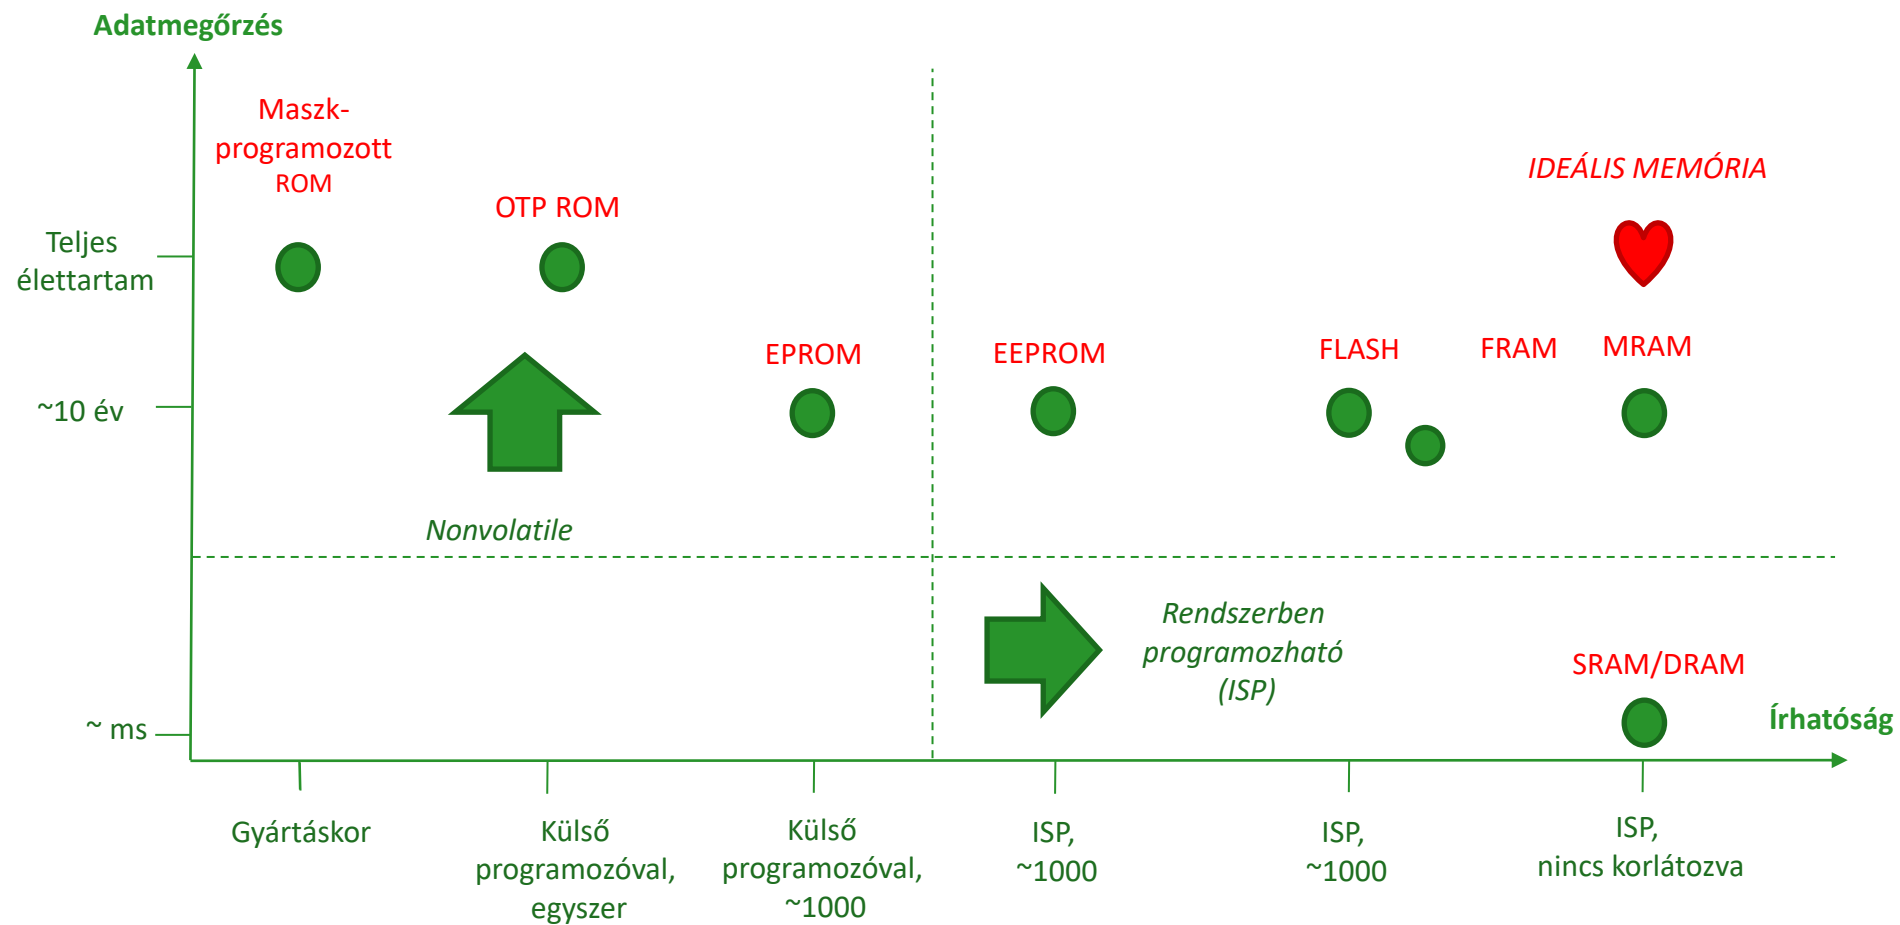 Adatmegőrzés
Maszk-
programozott
ROM
OTP ROM
IDEÁLIS MEMÓRIA
Teljes
élettartam
EPROM
EEPROM
FLASH
FRAM
MRAM
~10 év
Nonvolatile
Rendszerben
programozható
(ISP)
SRAM/DRAM
~ ms
Írhatóság
Gyártáskor
Külső
programozóval,
egyszer
Külső
programozóval,
~1000
ISP,
~1000
ISP,
~1000
ISP,
nincs korlátozva